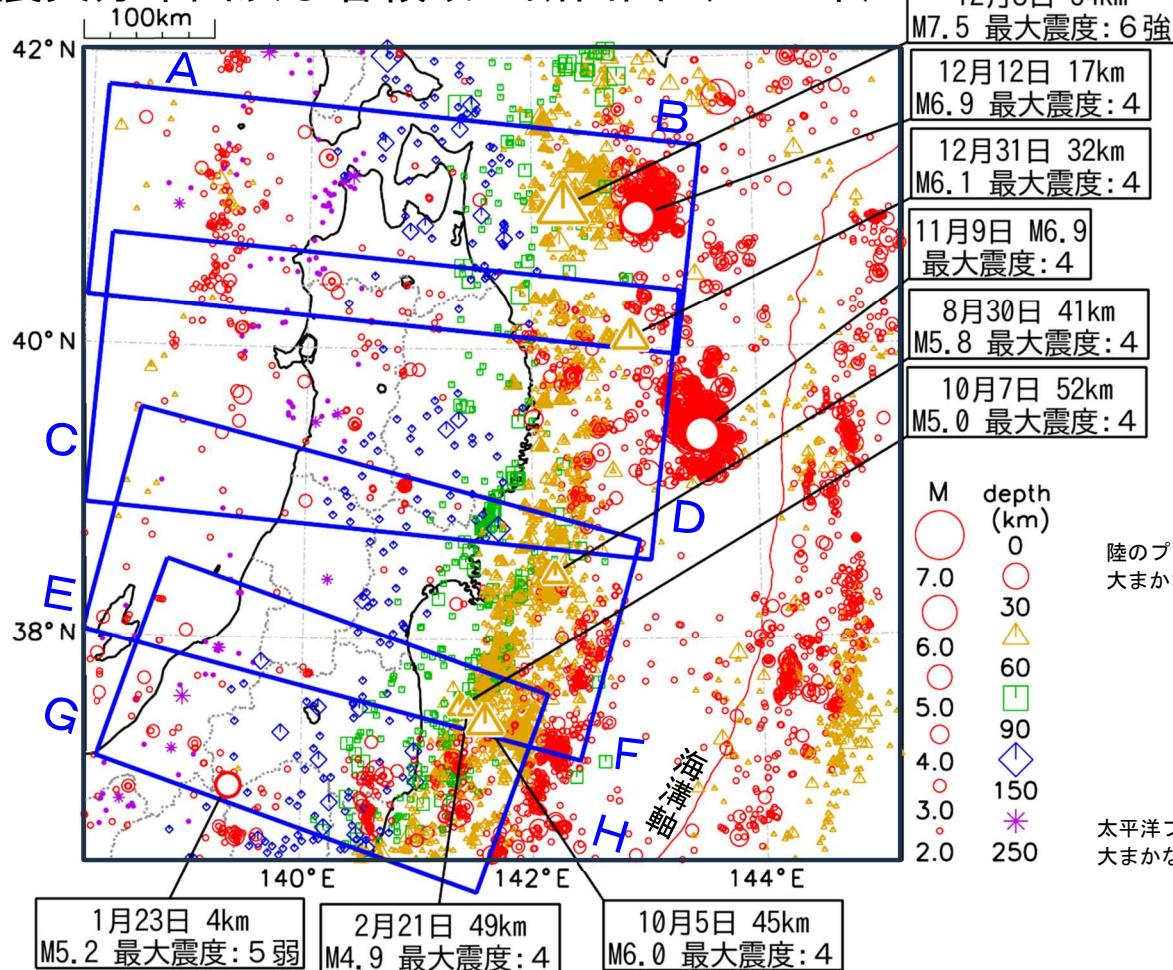 100km
42°N
40°N
38°N
140°E
142°E
144°E
A
B
C
D
E
F
G
H
海溝軸
M7.5 最大震度:6強
12月12日 17km
M6.9 最大震度:4
12月31日 32km
M6.1 最大震度:4
11月9日 M6.9
最大震度:4
8月30日 41km
M5.8 最大震度:4
10月7日 52km
M5.0 最大震度:4
1月23日 4km
M5.2 最大震度:5弱
2月21日 49km
M4.9 最大震度:4
10月5日 45km
M6.0 最大震度:4
M
7.0
6.0
5.0
4.0
3.0
2.0
depth
(km)
0
30
60
90
150
250
陸のプ
大まか
太平洋
大まかな